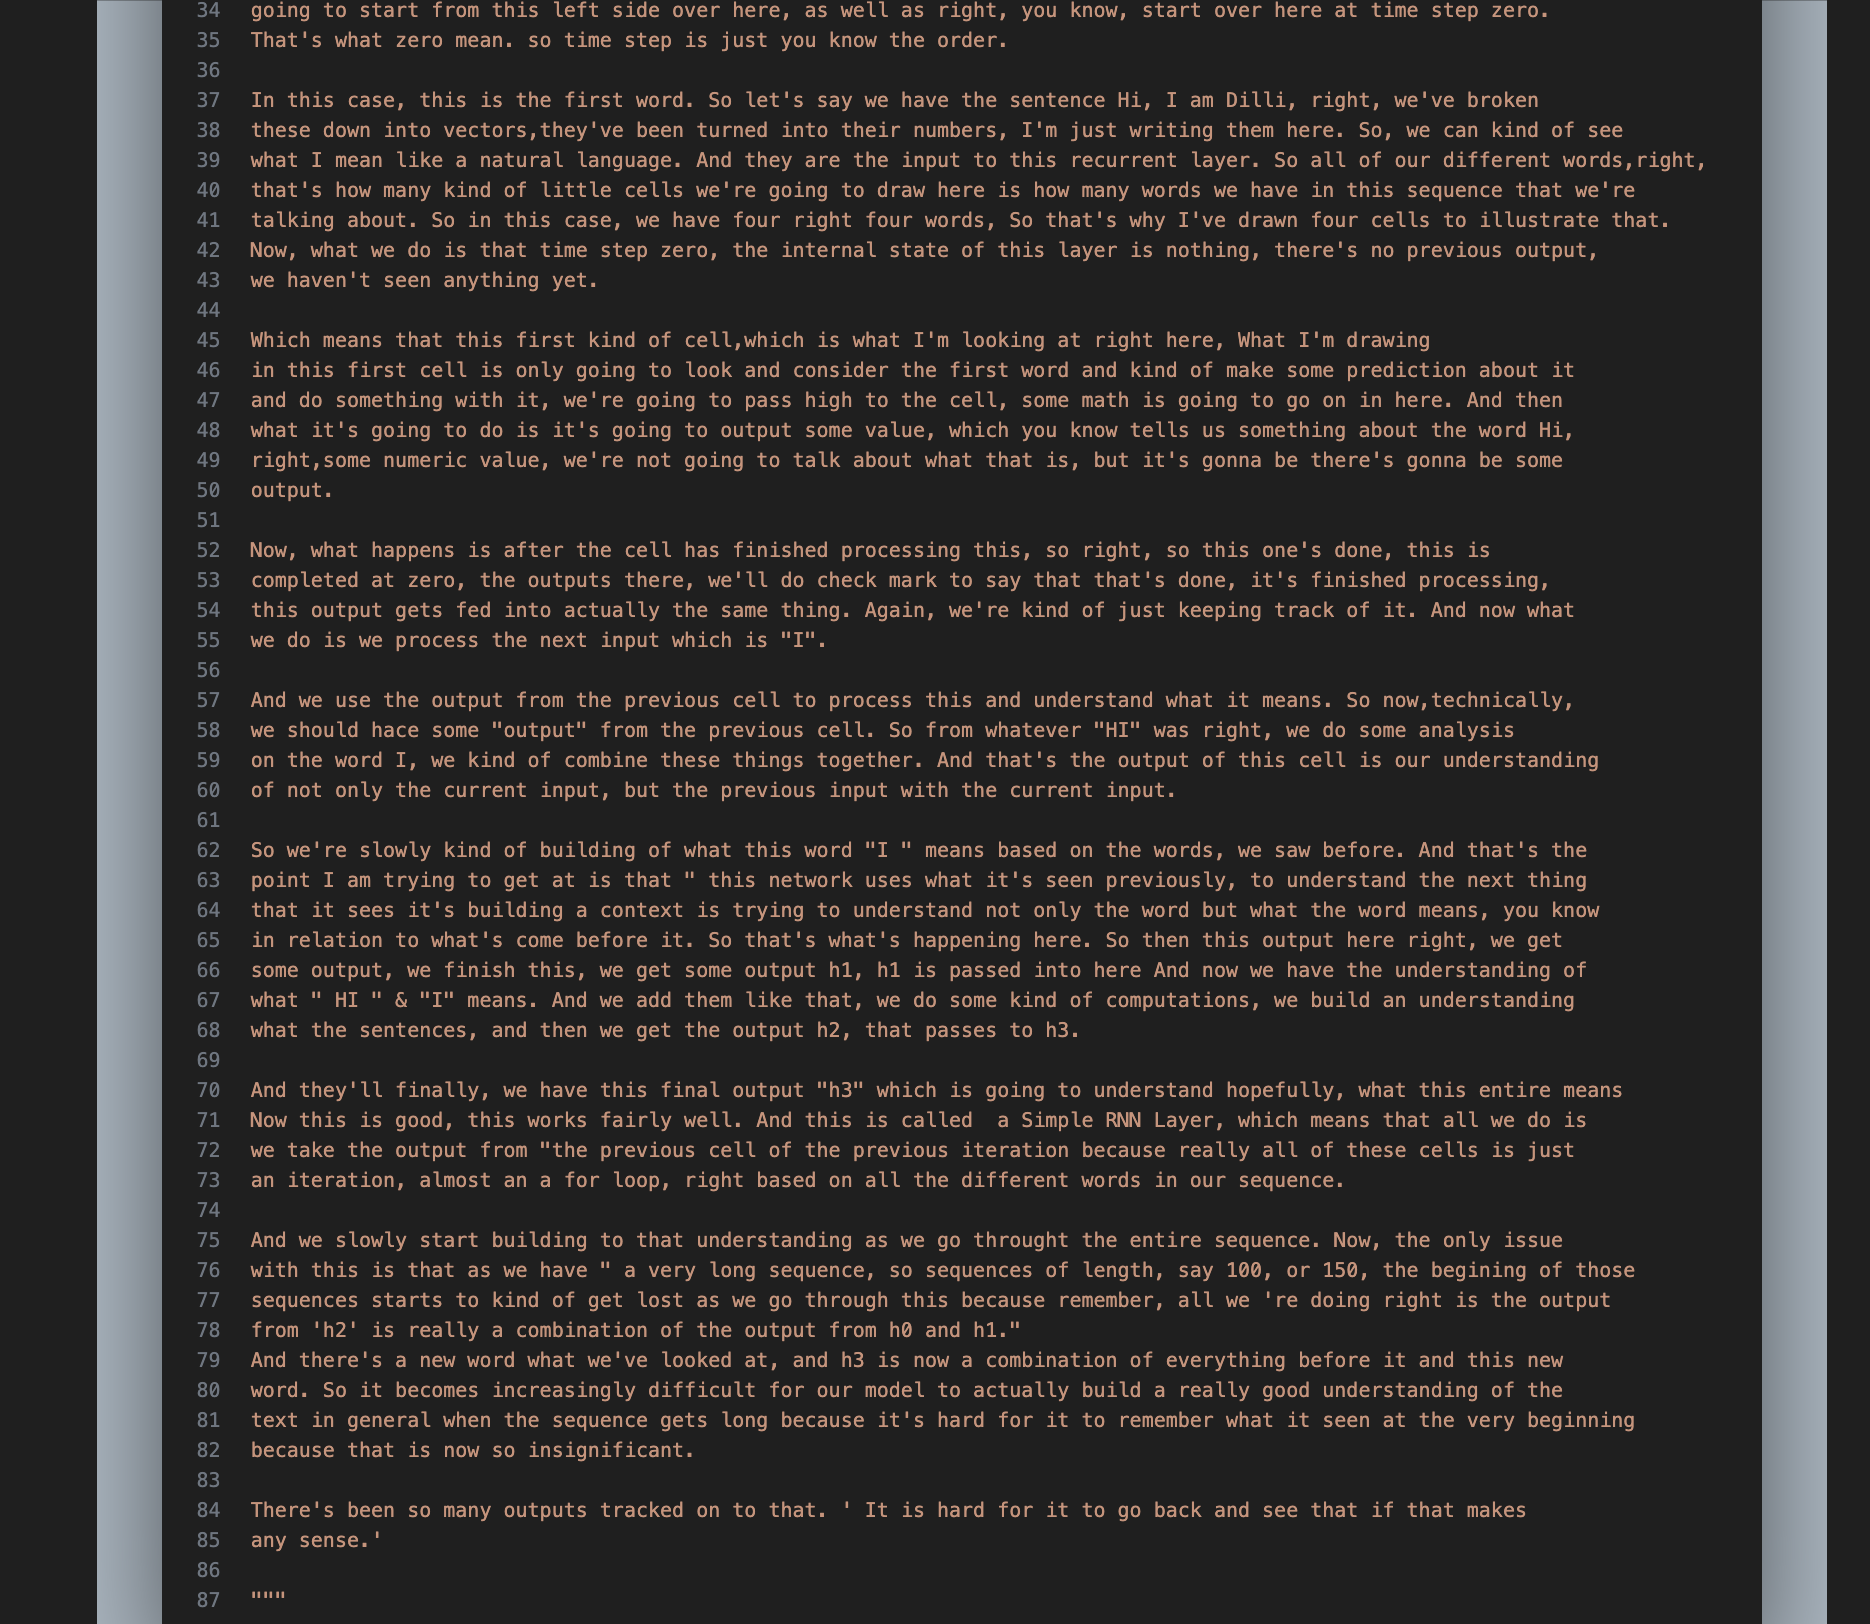 34 going to start from this left side over here, as well as right, you know, start over here at time step zero.
35 That's what zero mean. so time step is just you know the order.
36
37 In this case, this is the first word. So let's say we have the sentence Hi, I am Dilli, right, we've broken
38 these down into vectors,they've been turned into their numbers, I'm just writing them here. So, we can kind of see
39 what I mean like a natural language. And they are the input to this recurrent layer. So all of our different words,right,
40 that's how many kind of little cells we're going to draw here is how many words we have in this sequence that we're
41 talking about. So in this case, we have four right four words, So that's why I've drawn four cells to illustrate that.
42 Now, what we do is that time step zero, the internal state of this layer is nothing, there's no previous output,
43 we haven't seen anything yet.
44
45 Which means that this first kind of cell,which is what I'm looking at right here, What I'm drawing
46 in this first cell is only going to look and consider the first word and kind of make some prediction about it
47 and do something with it, we're going to pass high to the cell, some math is going to go on in here. And then
48 what it's going to do is it's going to output some value, which you know tells us something about the word Hi,
49 right,some numeric value, we're not going to talk about what that is, but it's gonna be there's gonna be some
50 output.
51
52 Now, what happens is after the cell has finished processing this, so right, so this one's done, this is
53 completed at zero, the outputs there, we'll do check mark to say that that's done, it's finished processing,
54 this output gets fed into actually the same thing. Again, we're kind of just keeping track of it. And now what
55 we do is we process the next input which is "I".
56
57 And we use the output from the previous cell to process this and understand what it means. So now,technically,
58 we should hace some "output" from the previous cell. So from whatever "HI" was right, we do some analysis
59 on the word I, we kind of combine these things together. And that's the output of this cell is our understanding
60 of not only the current input, but the previous input with the current input.
61
62 So we're slowly kind of building of what this word "I " means based on the words, we saw before. And that's the
63 point I am trying to get at is that " this network uses what it's seen previously, to understand the next thing
64 that it sees it's building a context is trying to understand not only the word but what the word means, you know
65 in relation to what's come before it. So that's what's happening here. So then this output here right, we get
66 some output, we finish this, we get some output h1, h1 is passed into here And now we have the understanding of
67 what " HI " & "I" means. And we add them like that, we do some kind of computations, we build an understanding
68 what the sentences, and then we get the output h2, that passes to h3.
69
70 And they'll finally, we have this final output "h3" which is going to understand hopefully, what this entire means
71 Now this is good, this works fairly well. And this is called  a Simple RNN Layer, which means that all we do is
72 we take the output from "the previous cell of the previous iteration because really all of these cells is just
73 an iteration, almost an a for loop, right based on all the different words in our sequence.
74
75 And we slowly start building to that understanding as we go throught the entire sequence. Now, the only issue
76 with this is that as we have " a very long sequence, so sequences of length, say 100, or 150, the begining of those
77 sequences starts to kind of get lost as we go through this because remember, all we 're doing right is the output
78 from 'h2' is really a combination of the output from h0 and h1."
79 And there's a new word what we've looked at, and h3 is now a combination of everything before it and this new
80 word. So it becomes increasingly difficult for our model to actually build a really good understanding of the
81 text in general when the sequence gets long because it's hard for it to remember what it seen at the very beginning
82 because that is now so insignificant.
83
84 There's been so many outputs tracked on to that. ' It is hard for it to go back and see that if that makes
85 any sense.'
86
87 """